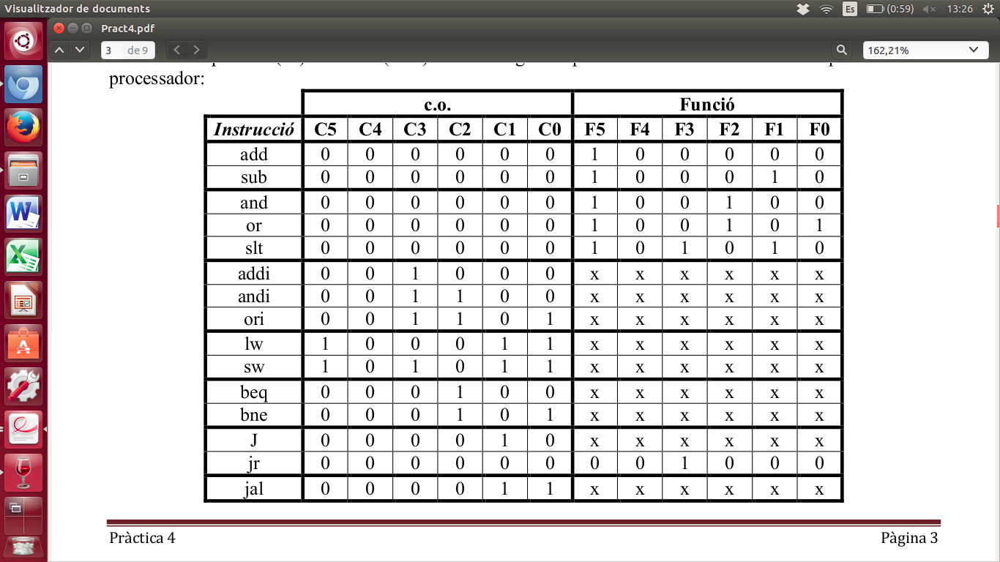 Visualitzador de documents
Es
(0:59)
13:26
Pract4.pdf
3 de 9
162,21%
processador:
c.o. Funció
Instrucció C5 C4 C3 C2 C1 C0 F5 F4 F3 F2 F1 F0
add 0 0 0 0 0 0 1 0 0 0 0 0
sub 0 0 0 0 0 0 1 0 0 0 1 0
and 0 0 0 0 0 0 1 0 0 1 0 0
or 0 0 0 0 0 0 1 0 0 1 0 1
slt 0 0 0 0 0 0 1 0 1 0 1 0
addi 0 0 1 0 0 0 x x x x x x
andi 0 0 1 1 0 0 x x x x x x
ori 0 0 1 1 0 1 x x x x x x
lw 1 0 0 0 1 1 x x x x x x
sw 1 0 1 0 1 1 x x x x x x
beq 0 0 0 1 0 0 x x x x x x
bne 0 0 0 1 0 1 x x x x x x
J 0 0 0 0 1 0 x x x x x x
jr 0 0 0 0 0 0 0 0 1 0 0 0
jal 0 0 0 0 1 1 x x x x x x
Pràctica 4
Pàgina 3